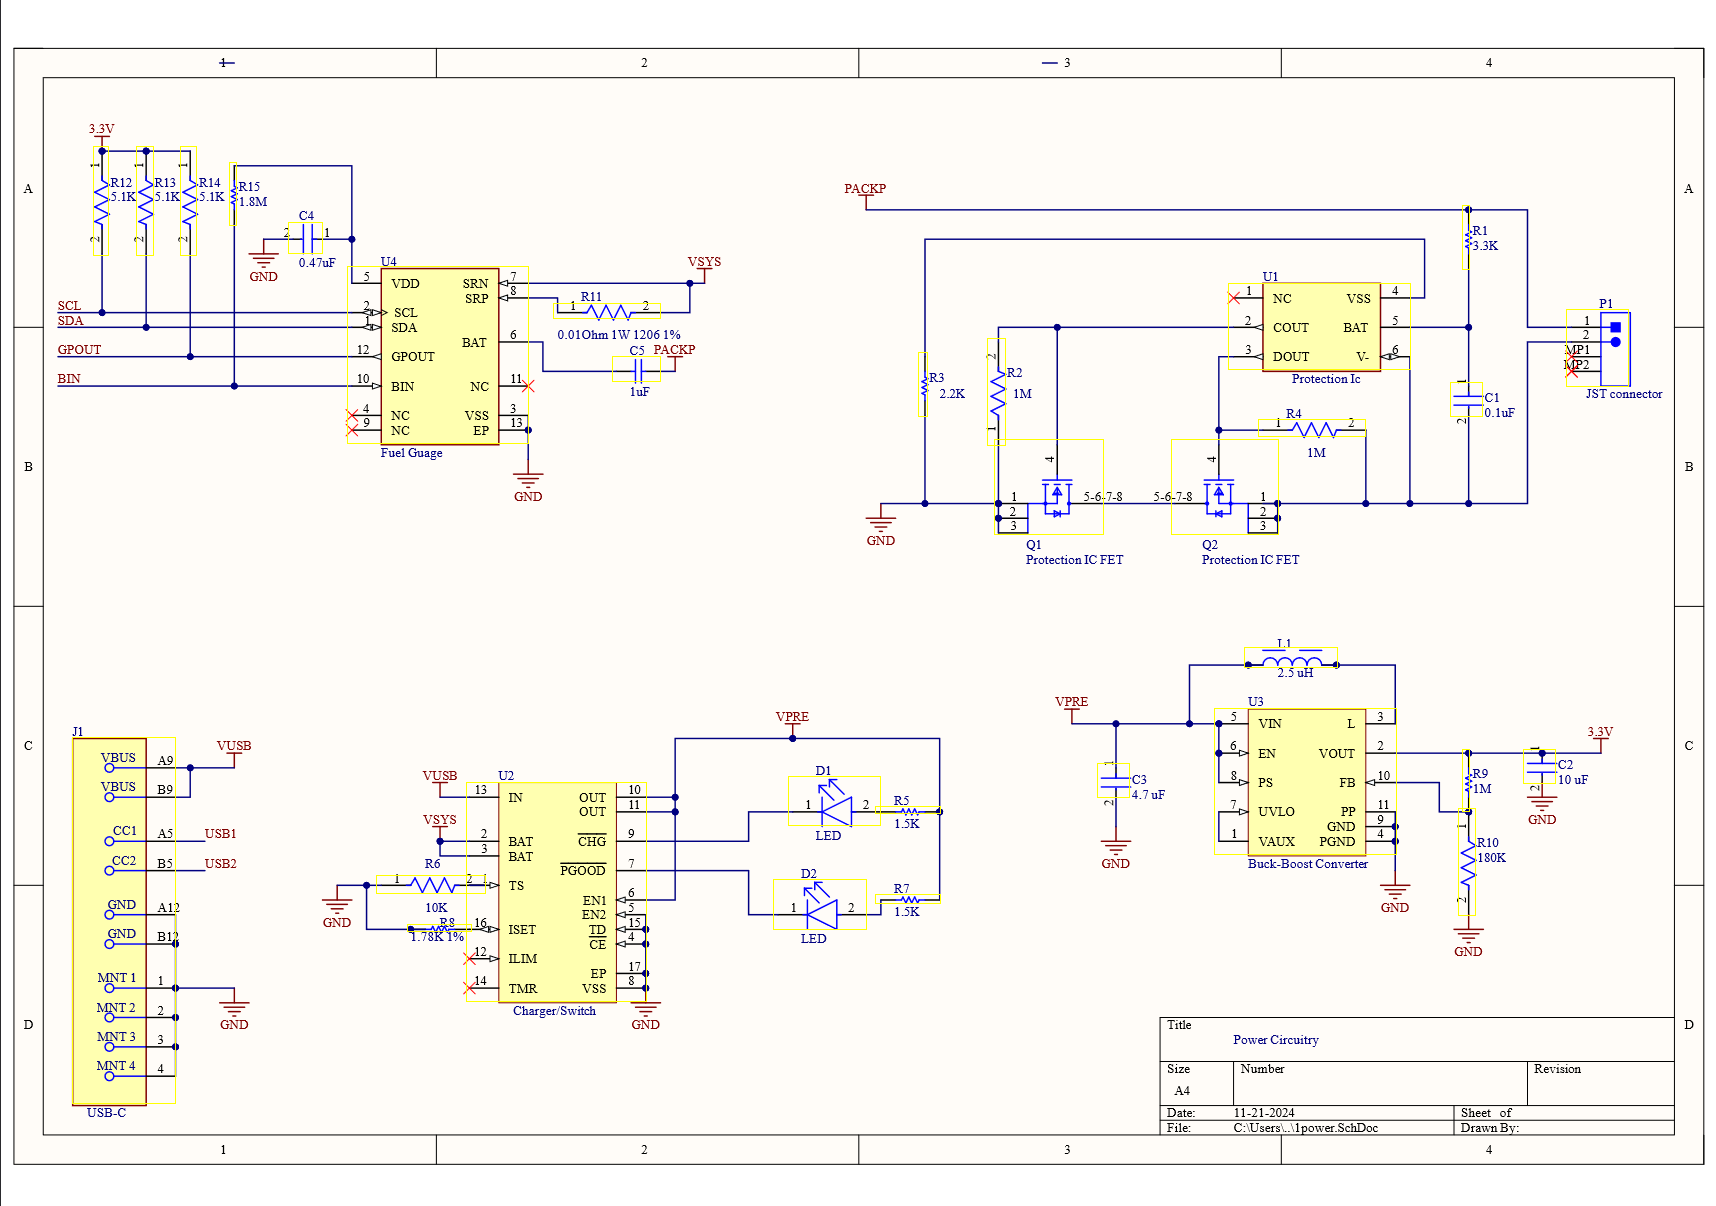 1 2 3 4
A A
B B
C C
D D
3.3V
1 1 1
R12 R13 R14 R15
5.1K 5.1K 5.1K 1.8M
2 2 2
C4
2 1
0.47uF
GND
SCL
SDA
GPOUT
BIN
U4
5 VDD
2 SCL
1 SDA
12 GPOUT
10 BIN
4 NC
9 NC
SRN 7
SRP 8
BAT 6
NC 11
VSS 3
EP 13
Fuel Guage
GND
VSYS
R11
1 2
0.01Ohm 1W 1206 1%
C5 PACKP
1uF
PACKP
R1
3.3K
U1
1 NC VSS 4
2 COUT BAT 5
3 DOUT V- 6
Protection Ic
P1
1
2
MP1
MP2
JST connector
R3
2.2K
2
R2
1M
1
R4
1 2
1M
1
C1
0.1uF
2
4 4
1 5-6-7-8 5-6-7-8 1
2 2
3 3
GND
Q1 Q2
Protection IC FET Protection IC FET
J1
VBUS A9
VBUS B9
CC1 A5
CC2 B5
GND A12
GND B12
MNT 1 1
MNT 2 2
MNT 3 3
MNT 4 4
USB-C
VUSB
USB1
USB2
GND
VUSB
VSYS
U2
13 IN
2 BAT
3 BAT
1 TS
16 ISET
12 ILIM
14 TMR
OUT 10
OUT 11
CHG 9
PGOOD 7
EN1 6
EN2 5
TD 15
CE 4
EP 17
VSS 8
Charger/Switch
GND
R6
1 2
10K
R8
1.78K 1%
GND
VPRE
D1
1 2
LED
R5
1.5K
D2
1 2
LED
R7
1.5K
L1
2.5 uH
VPRE
1
C3
4.7 uF
2
GND
U3
5 VIN L 3
6 EN VOUT 2
8 PS FB 10
7 UVLO PP 11
GND 9
1 VAUX PGND 4
Buck-Boost Converter
GND
3.3V
R9
1M
1
C2
10 uF
2
GND
1
R10
180K
2
GND
Title
Power Circuitry
Size Number Revision
A4
Date: 11-21-2024 Sheet of
File: C:\Users\..\1power.SchDoc Drawn By:
1 2 3 4